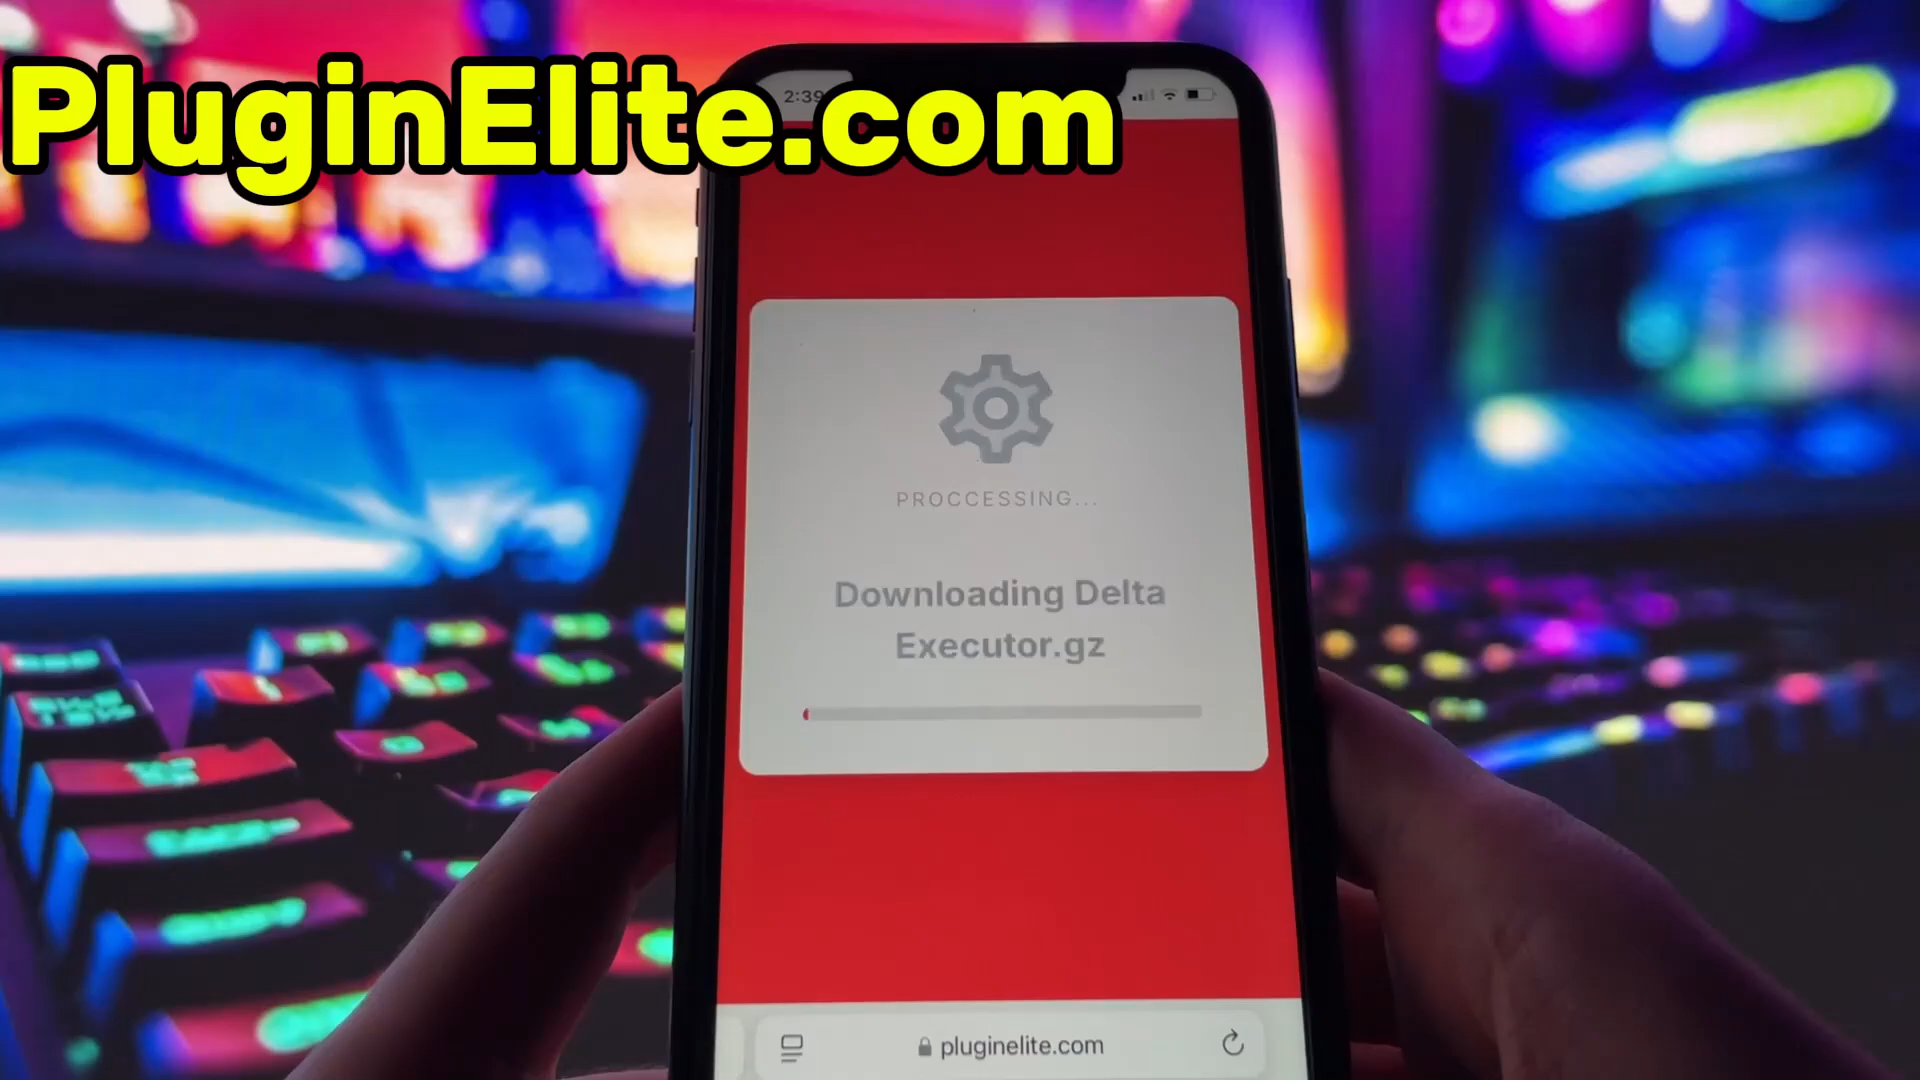 PluginElite.com
2:39
PROCCESSING...
Downloading Delta
Executor.gz
pluginelite.com